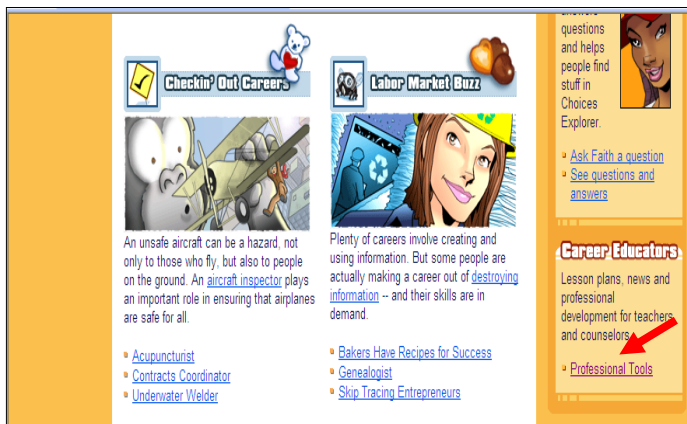 Checkin' Out Careers
An unsafe aircraft can be a hazard, not
only to those who fly, but also to people
on the ground. An aircraft inspector plays
an important role in ensuring that airplanes
are safe for all.
Acupuncturist
Contracts Coordinator
Underwater Welder
Labor Market Buzz
Plenty of careers involve creating and
using information. But some people are
actually making a career out of destroying
information -- and their skills are in
demand.
Bakers Have Recipes for Success
Genealogist
Skip Tracing Entrepreneurs
answers
questions
and helps
people find
stuff in
Choices
Explorer.
Ask Faith a question
See questions and
answers
Career Educators
Lesson plans, news and
professional
development for teachers
and counselors
Professional Tools